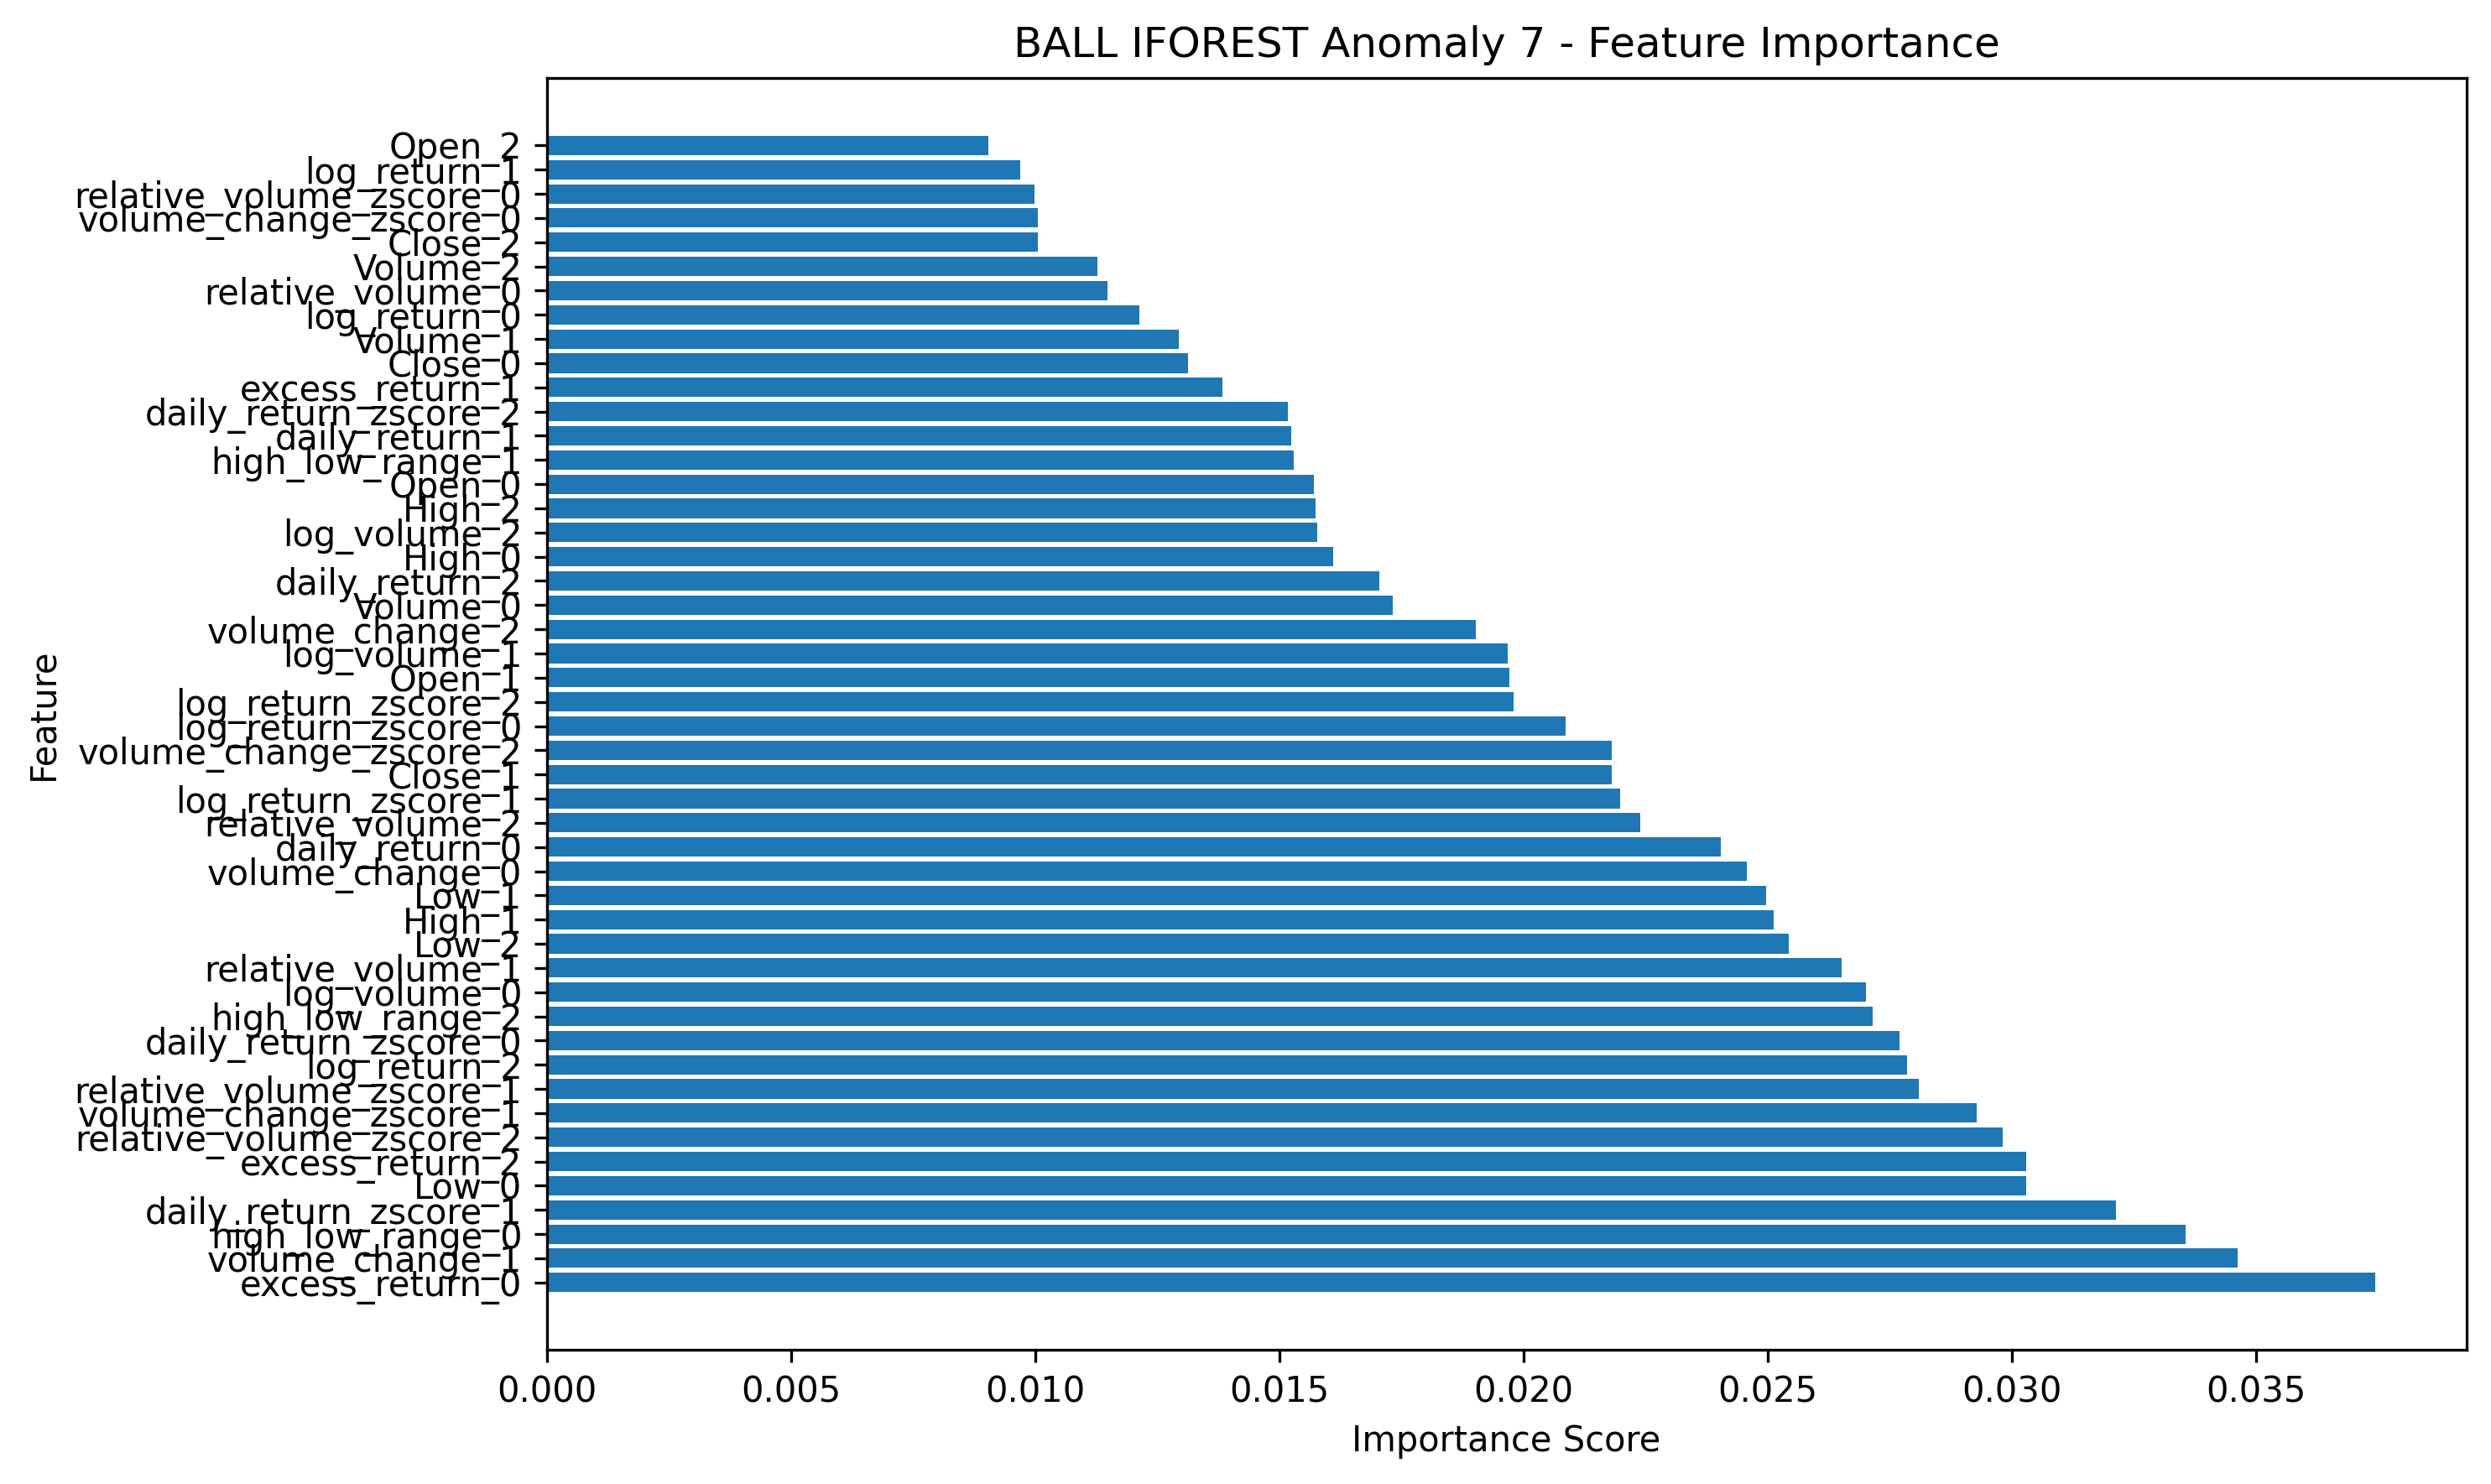 BALL IFOREST Anomaly 7 - Feature Importance
Open_2
log_return_1
relative_volume_zscore_0
volume_change_zscore_0
Close_2
Volume_2
relative_volume_0
log_return_0
Volume_1
Close_0
excess_return_1
daily_return_zscore_2
daily_return_1
high_low_range_1
Open_0
High_2
log_volume_2
High_0
daily_return_2
Volume_0
volume_change_2
log_volume_1
Open_1
log_return_zscore_2
log_return_zscore_0
volume_change_zscore_2
Close_1
log_return_zscore_1
relative_volume_2
daily_return_0
volume_change_0
Low_1
High_1
Low_2
relative_volume_1
log_volume_0
high_low_range_2
daily_return_zscore_0
log_return_2
relative_volume_zscore_1
volume_change_zscore_1
relative_volume_zscore_2
excess_return_2
Low_0
daily_return_zscore_1
high_low_range_0
volume_change_1
excess_return_0
Feature
0.000 0.005 0.010 0.015 0.020 0.025 0.030 0.035
Importance Score